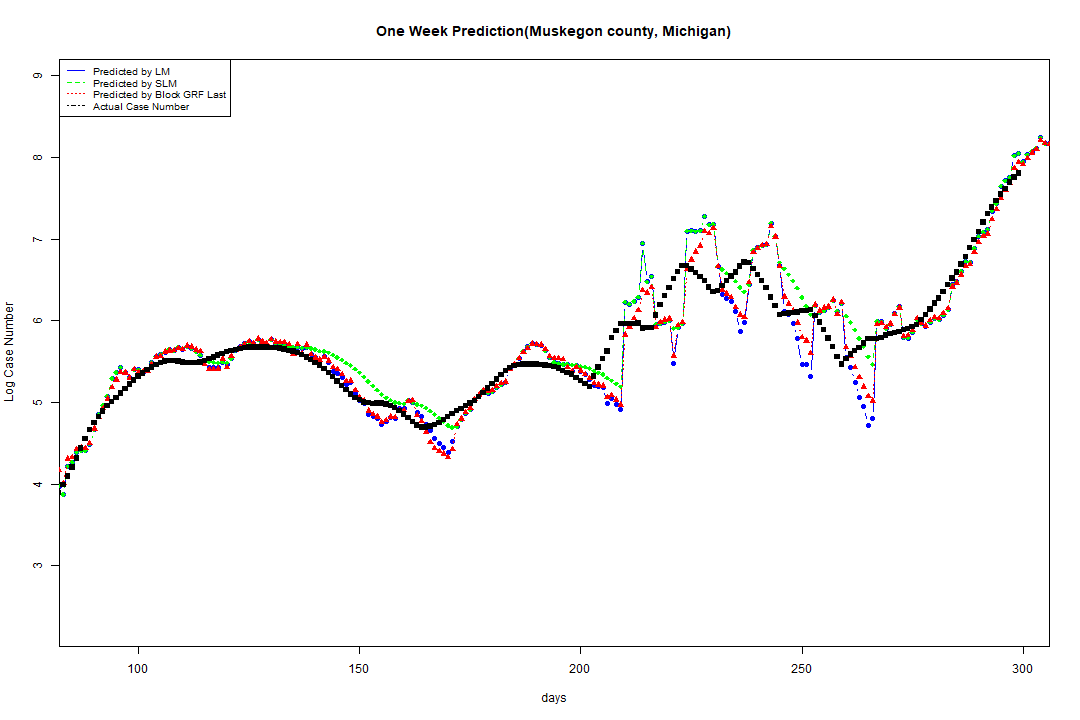 One Week Prediction(Muskegon county, Michigan)
Predicted by LM
Predicted by SLM
Predicted by Block GRF Last
Actual Case Number
9
8
7
6
5
4
3
Log Case Number
100 150 200 250 300
days